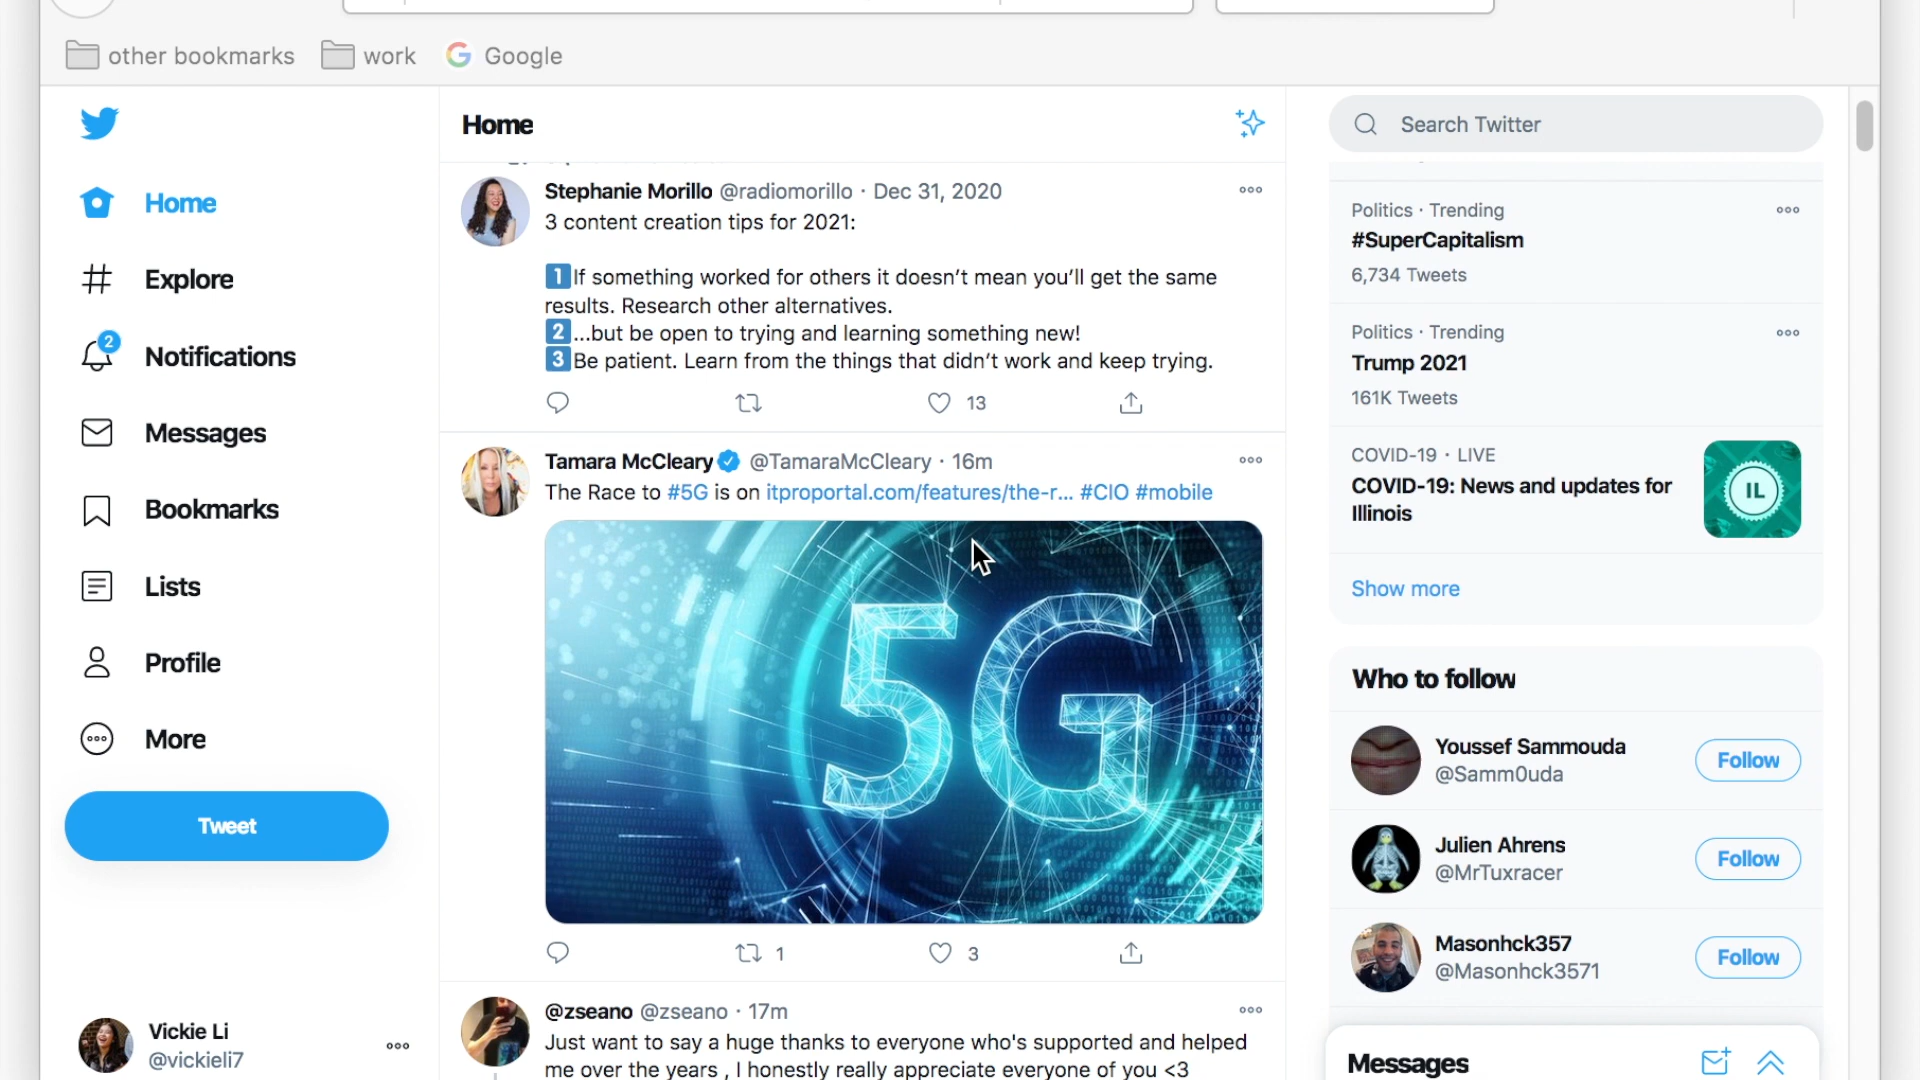 other bookmarks
work
Google
Home
Explore
2
Notifications
Messages
Bookmarks
Lists
Profile
More
Tweet
Vickie Li
@vickieli7
Home
Stephanie Morillo @radiomorillo · Dec 31, 2020
3 content creation tips for 2021:
1️⃣If something worked for others it doesn't mean you'll get the same
results. Research other alternatives.
2️⃣...but be open to trying and learning something new!
3️⃣Be patient. Learn from the things that didn't work and keep trying.
13
Tamara McCleary @TamaraMcCleary · 16m
The Race to #5G is on itproportal.com/features/the-r... #CIO #mobile
5G
1
3
@zseano @zseano · 17m
Just want to say a huge thanks to everyone who's supported and helped
me over the years , I honestly really appreciate everyone of you <3
Search Twitter
Politics · Trending
#SuperCapitalism
6,734 Tweets
Politics · Trending
Trump 2021
161K Tweets
COVID-19 · LIVE
COVID-19: News and updates for
Illinois
IL
Show more
Who to follow
Youssef Sammouda
@Samm0uda
Follow
Julien Ahrens
@MrTuxracer
Follow
Masonhck357
@Masonhck3571
Follow
Messages